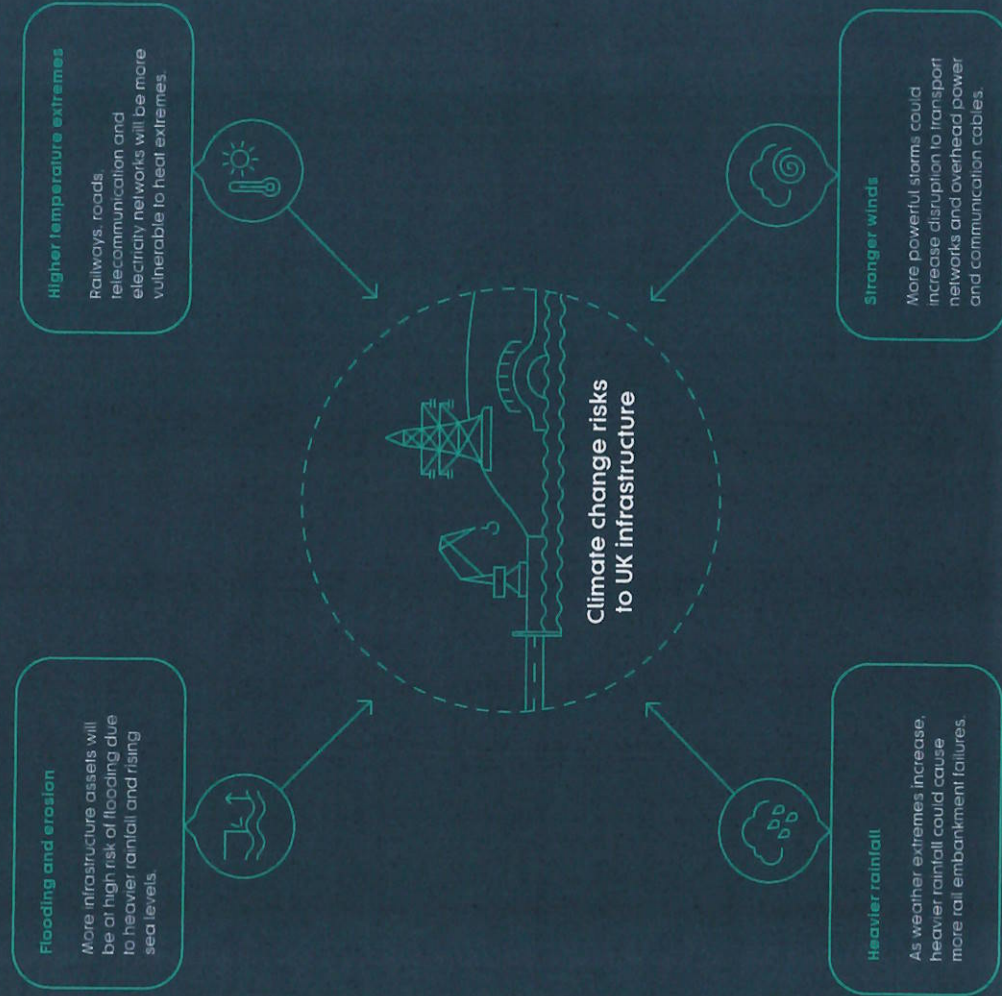 Flooding and erosion
More infrastructure assets will
be at high risk of flooding due
to heavier rainfall and rising
sea levels.
Higher temperature extremes
Railways, roads,
telecommunication and
electricity networks will be more
vulnerable to heat extremes.
Climate change risks
to UK infrastructure
Heavier rainfall
As weather extremes increase,
heavier rainfall could cause
more rail embankment failures.
Stronger winds
More powerful storms could
increase disruption to transport
networks and overhead power
and communication cables.